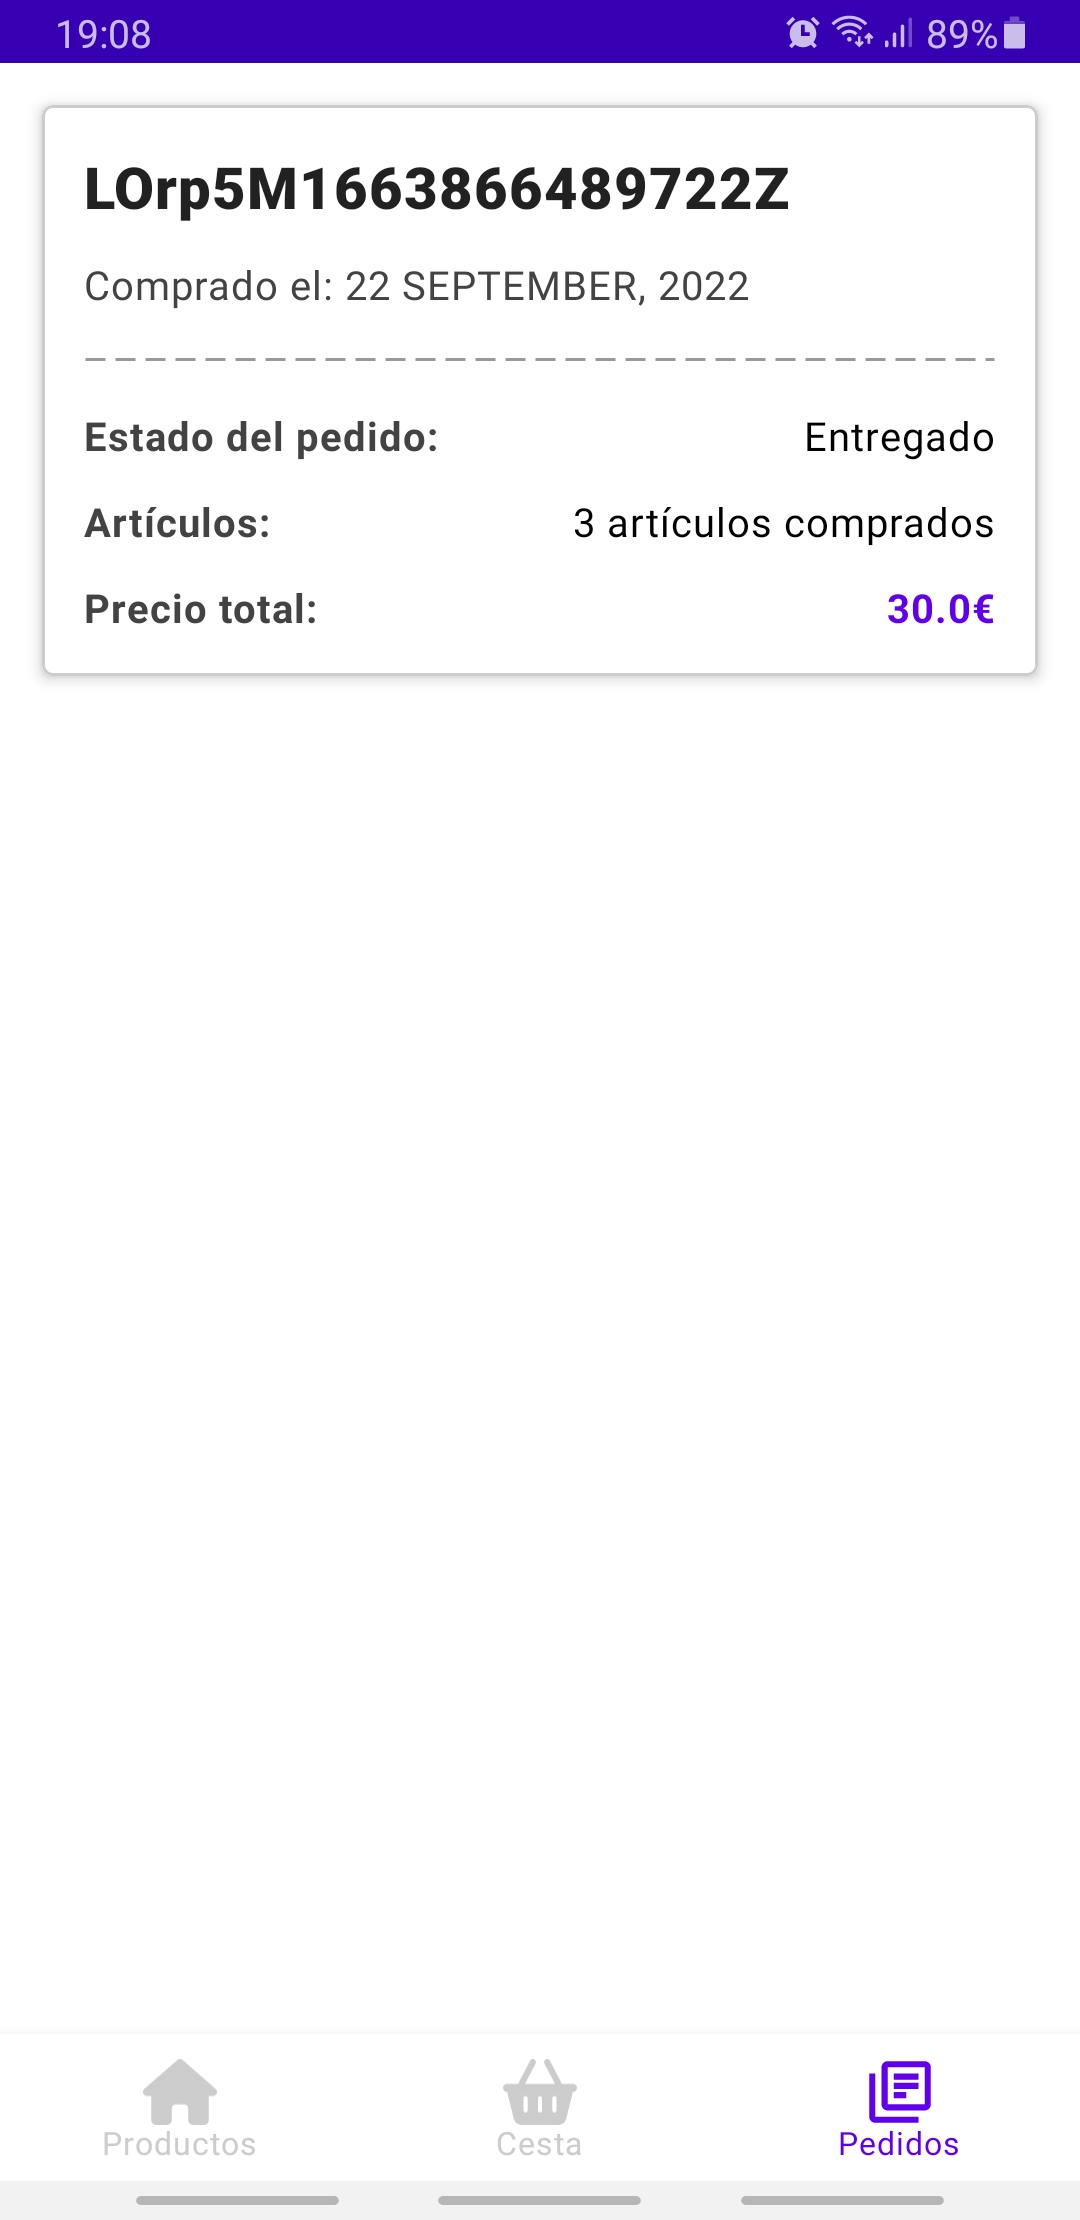 19:08 89%
LOrp5M1663866489722Z
Comprado el: 22 SEPTEMBER, 2022
Estado del pedido: Entregado
Artículos: 3 artículos comprados
Precio total: 30.0€
Productos Cesta Pedidos